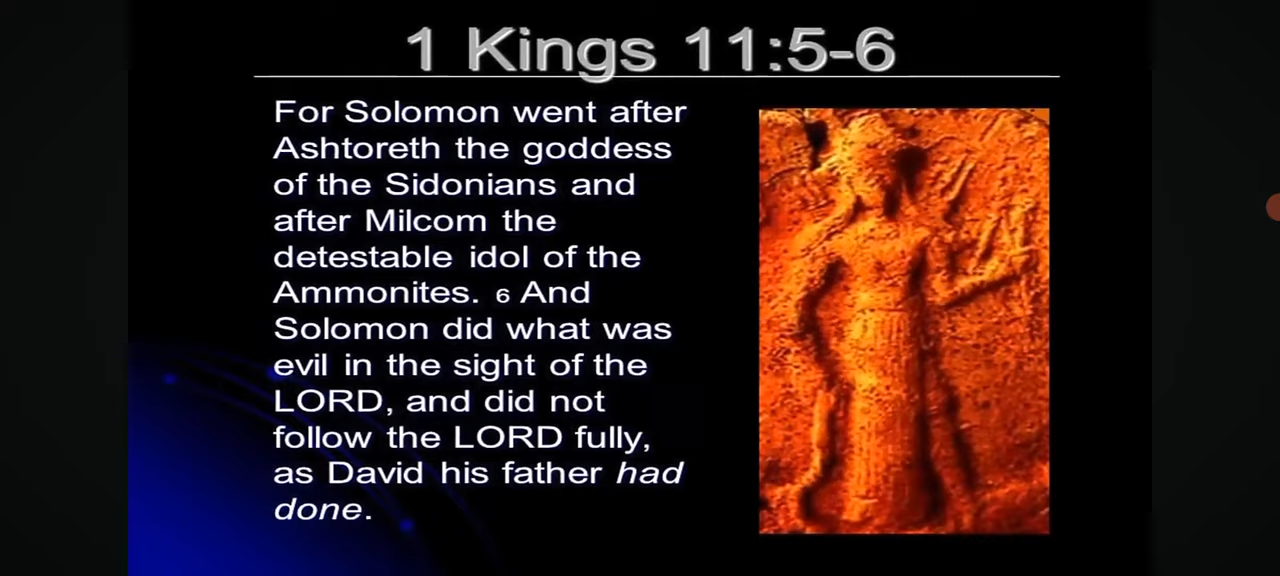 1 Kings 11:5-6
For Solomon went after
Ashtoreth the goddess
of the Sidonians and
after Milcom the
detestable idol of the
Ammonites. 6 And
Solomon did what was
evil in the sight of the
LORD, and did not
follow the LORD fully,
as David his father had
done.